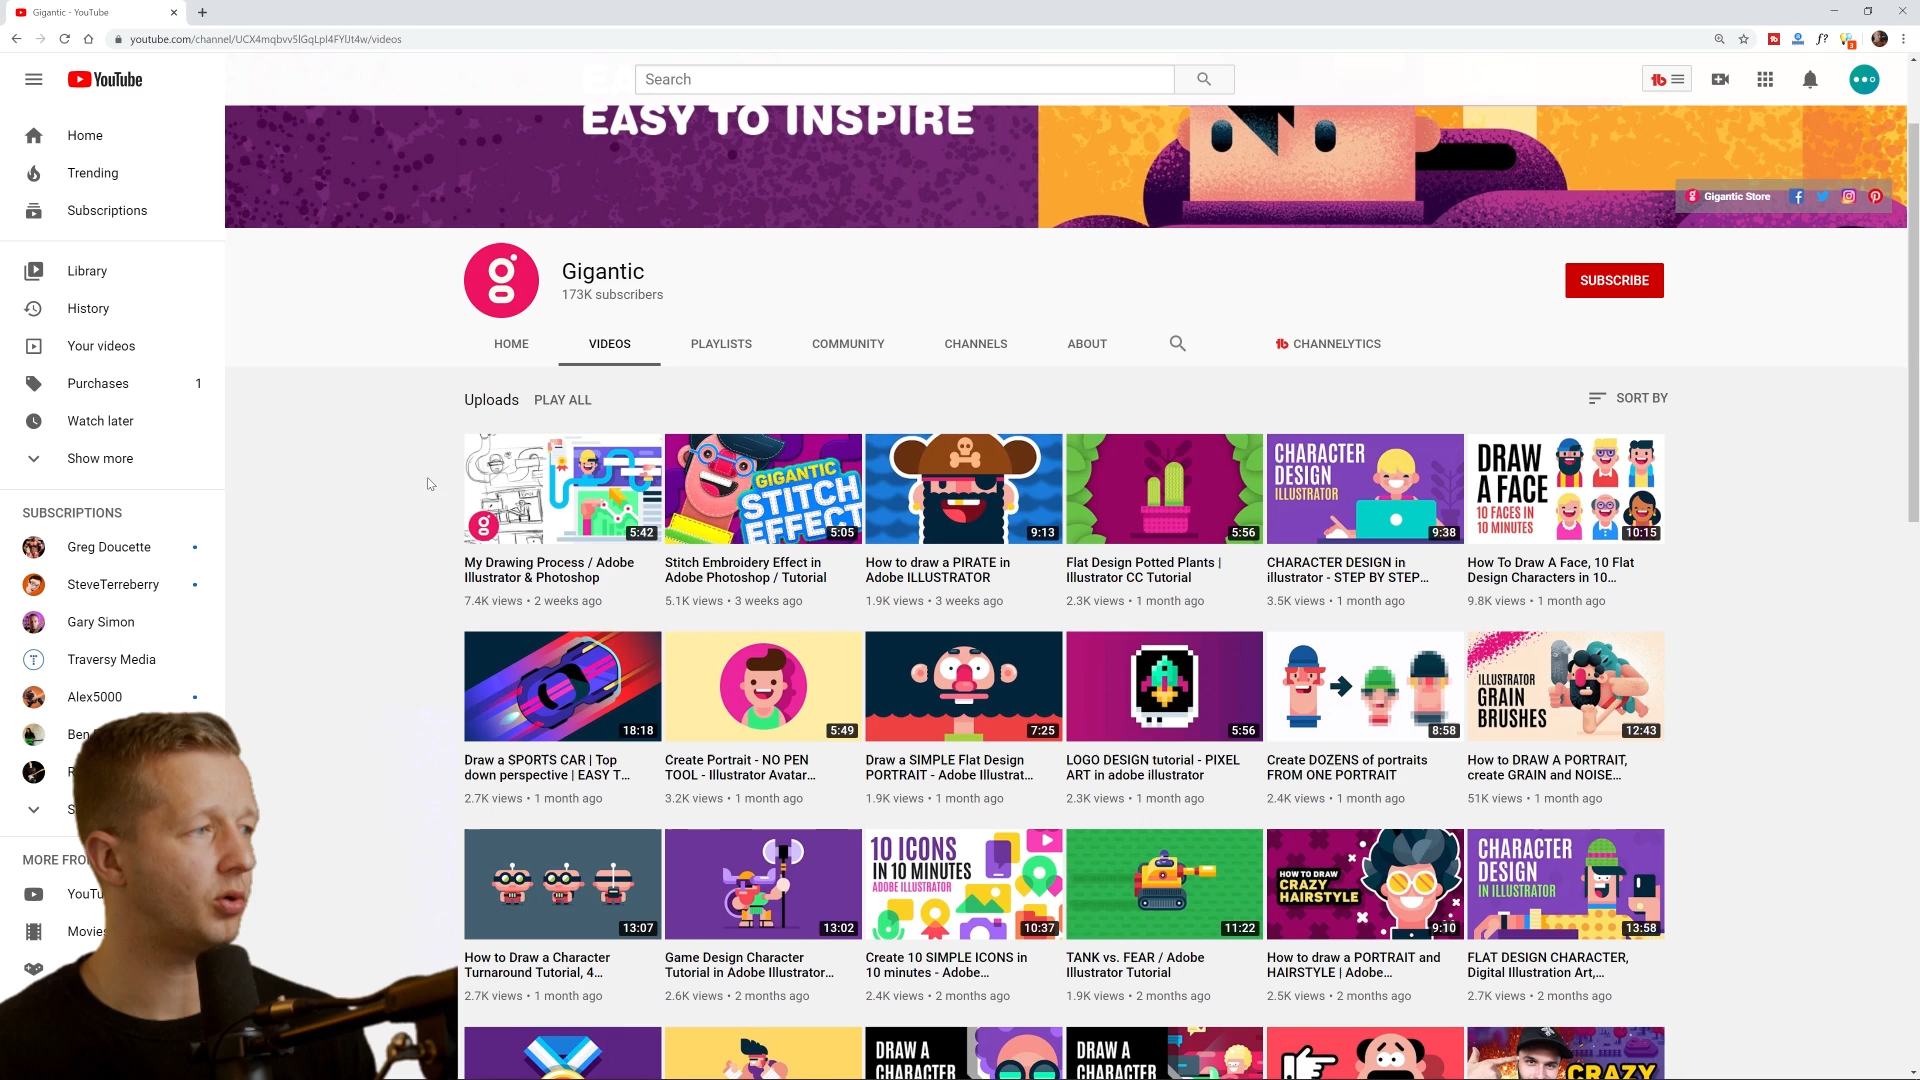 Gigantic - YouTube
youtube.com/channel/UCX4mqbvv5lGqLpl4FYlJt4w/videos
YouTube
Search
EASY TO INSPIRE
Gigantic Store
Home
Trending
Subscriptions
Library
History
Your videos
Purchases 1
Watch later
Show more
SUBSCRIPTIONS
Greg Doucette
SteveTerreberry
Gary Simon
Traversy Media
Alex5000
Ben
MORE FRO
YouTu
Movies
Gigantic
173K subscribers
SUBSCRIBE
HOME VIDEOS PLAYLISTS COMMUNITY CHANNELS ABOUT CHANNELYTICS
Uploads PLAY ALL
SORT BY
5:42
GIGANTIC
STITCH
EFFECT
5:05
9:13
5:56
CHARACTER
DESIGN
ILLUSTRATOR
9:38
DRAW
A FACE
10 FACES IN
10 MINUTES
10:15
My Drawing Process / Adobe
Illustrator & Photoshop
7.4K views • 2 weeks ago
Stitch Embroidery Effect in
Adobe Photoshop / Tutorial
5.1K views • 3 weeks ago
How to draw a PIRATE in
Adobe ILLUSTRATOR
1.9K views • 3 weeks ago
Flat Design Potted Plants |
Illustrator CC Tutorial
2.3K views • 1 month ago
CHARACTER DESIGN in
illustrator - STEP BY STEP...
3.5K views • 1 month ago
How To Draw A Face, 10 Flat
Design Characters in 10...
9.8K views • 1 month ago
18:18
5:49
7:25
5:56
8:58
ILLUSTRATOR
GRAIN
BRUSHES
12:43
Draw a SPORTS CAR | Top
down perspective | EASY T...
2.7K views • 1 month ago
Create Portrait - NO PEN
TOOL - Illustrator Avatar...
3.2K views • 1 month ago
Draw a SIMPLE Flat Design
PORTRAIT - Adobe Illustrat...
1.9K views • 1 month ago
LOGO DESIGN tutorial - PIXEL
ART in adobe illustrator
2.3K views • 1 month ago
Create DOZENS of portraits
FROM ONE PORTRAIT
2.4K views • 1 month ago
How to DRAW A PORTRAIT,
create GRAIN and NOISE...
51K views • 1 month ago
13:07
13:02
10 ICONS
IN 10 MINUTES
ADOBE ILLUSTRATOR
10:37
11:22
HOW TO DRAW
CRAZY
HAIRSTYLE
9:10
CHARACTER
DESIGN
IN ILLUSTRATOR
13:58
How to Draw a Character
Turnaround Tutorial, 4...
2.7K views • 1 month ago
Game Design Character
Tutorial in Adobe Illustrator...
2.6K views • 2 months ago
Create 10 SIMPLE ICONS in
10 minutes - Adobe...
2.4K views • 2 months ago
TANK vs. FEAR / Adobe
Illustrator Tutorial
1.9K views • 2 months ago
How to draw a PORTRAIT and
HAIRSTYLE | Adobe...
2.5K views • 2 months ago
FLAT DESIGN CHARACTER,
Digital Illustration Art,...
2.7K views • 2 months ago
DRAW A
CHARACTER
DRAW A
CHARACTER
CRAZY